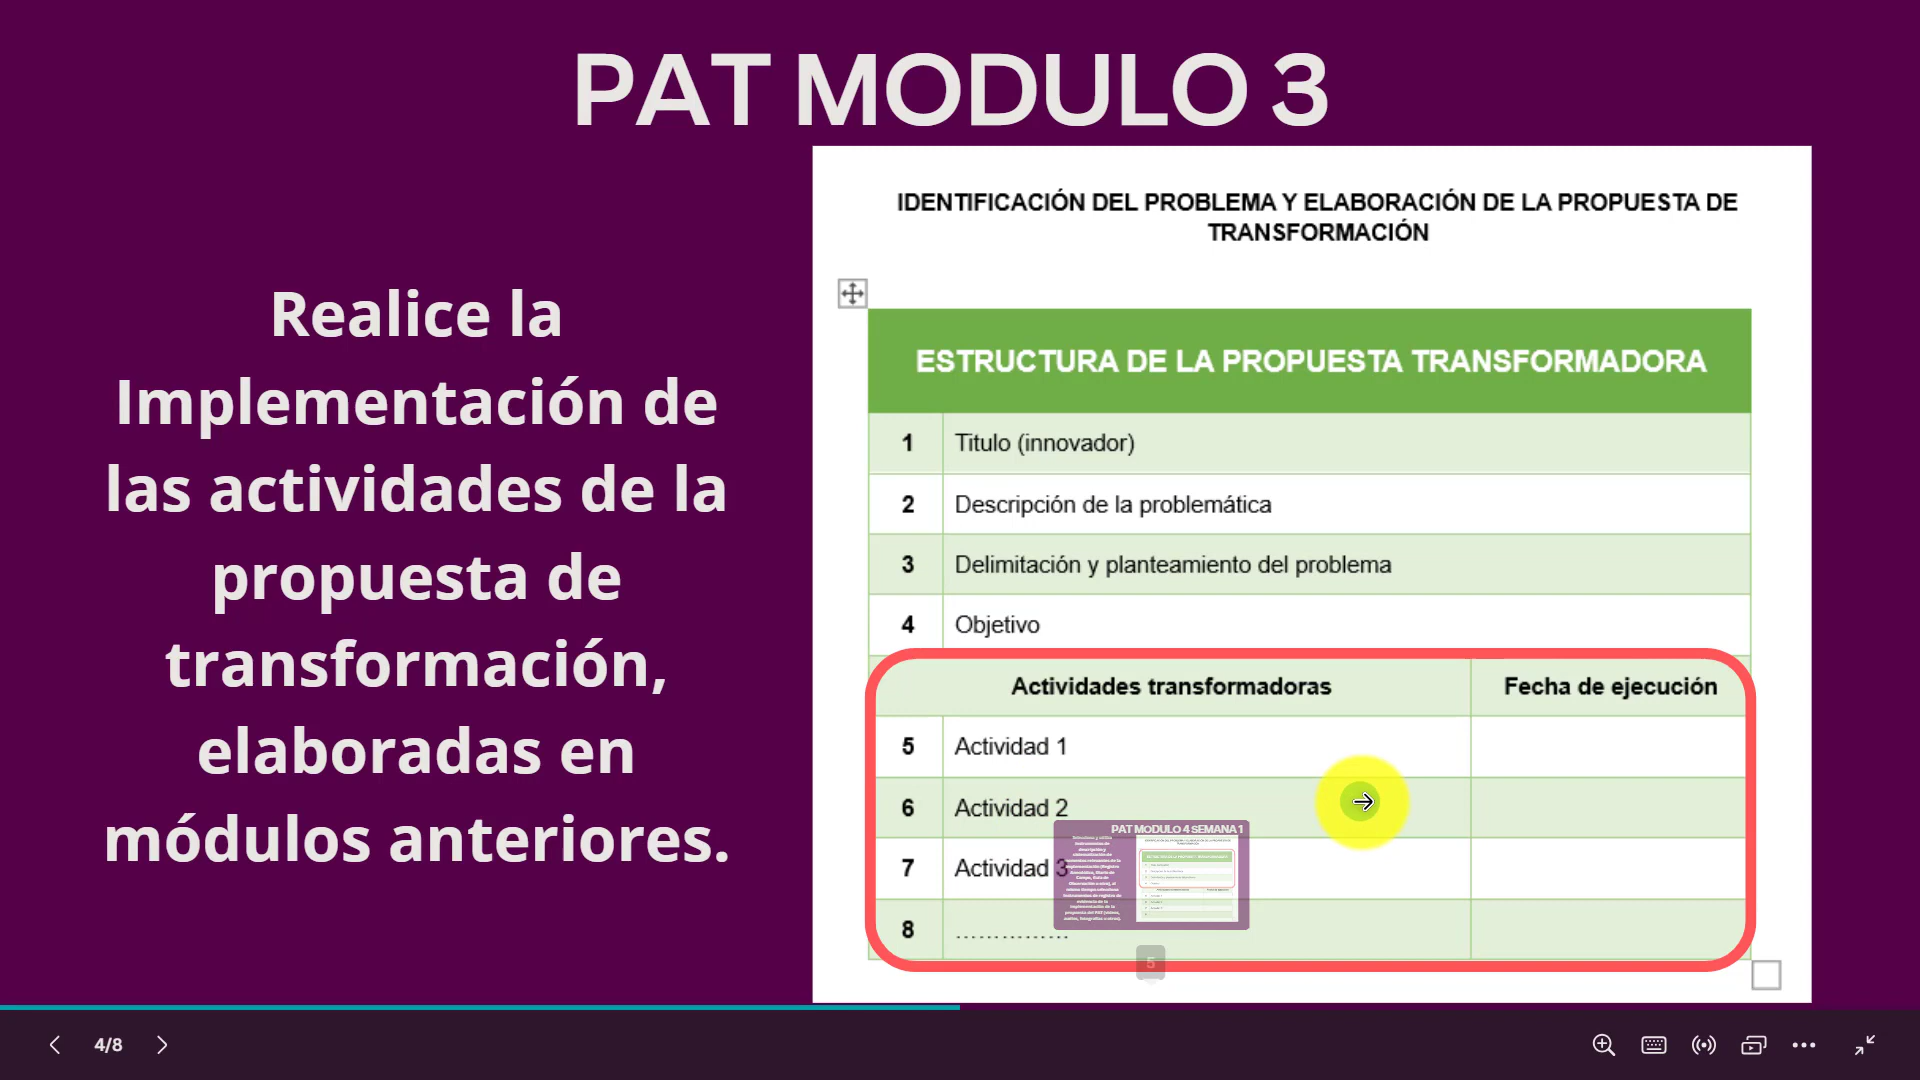 PAT MODULO 3
Realice la
Implementación de
las actividades de la
propuesta de
transformación,
elaboradas en
módulos anteriores.
IDENTIFICACIÓN DEL PROBLEMA Y ELABORACIÓN DE LA PROPUESTA DE
TRANSFORMACIÓN
ESTRUCTURA DE LA PROPUESTA TRANSFORMADORA
1 Titulo (innovador)
2 Descripción de la problemática
3 Delimitación y planteamiento del problema
4 Objetivo
Actividades transformadoras Fecha de ejecución
5 Actividad 1
6 Actividad 2
7 Actividad 3
8 ...............
PAT MODULO 4 SEMANA 1
5
4/8